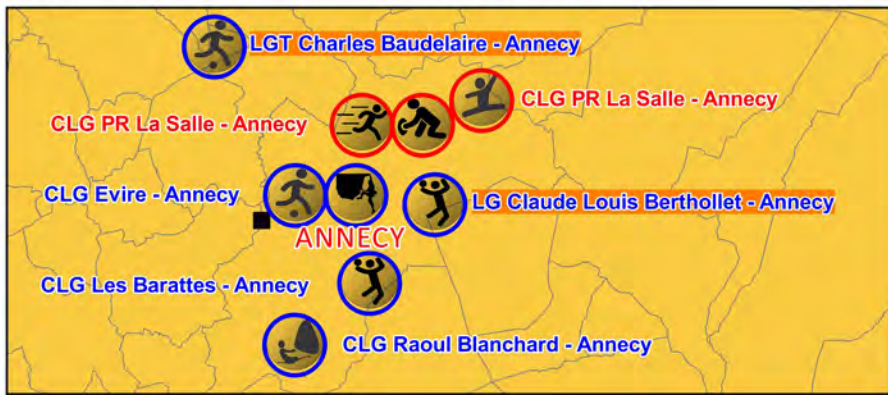 LGT Charles Baudelaire - Annecy
CLG PR La Salle - Annecy
CLG PR La Salle - Annecy
CLG Evire - Annecy
LG Claude Louis Berthollet - Annecy
ANNECY
CLG Les Barattes - Annecy
CLG Raoul Blanchard - Annecy